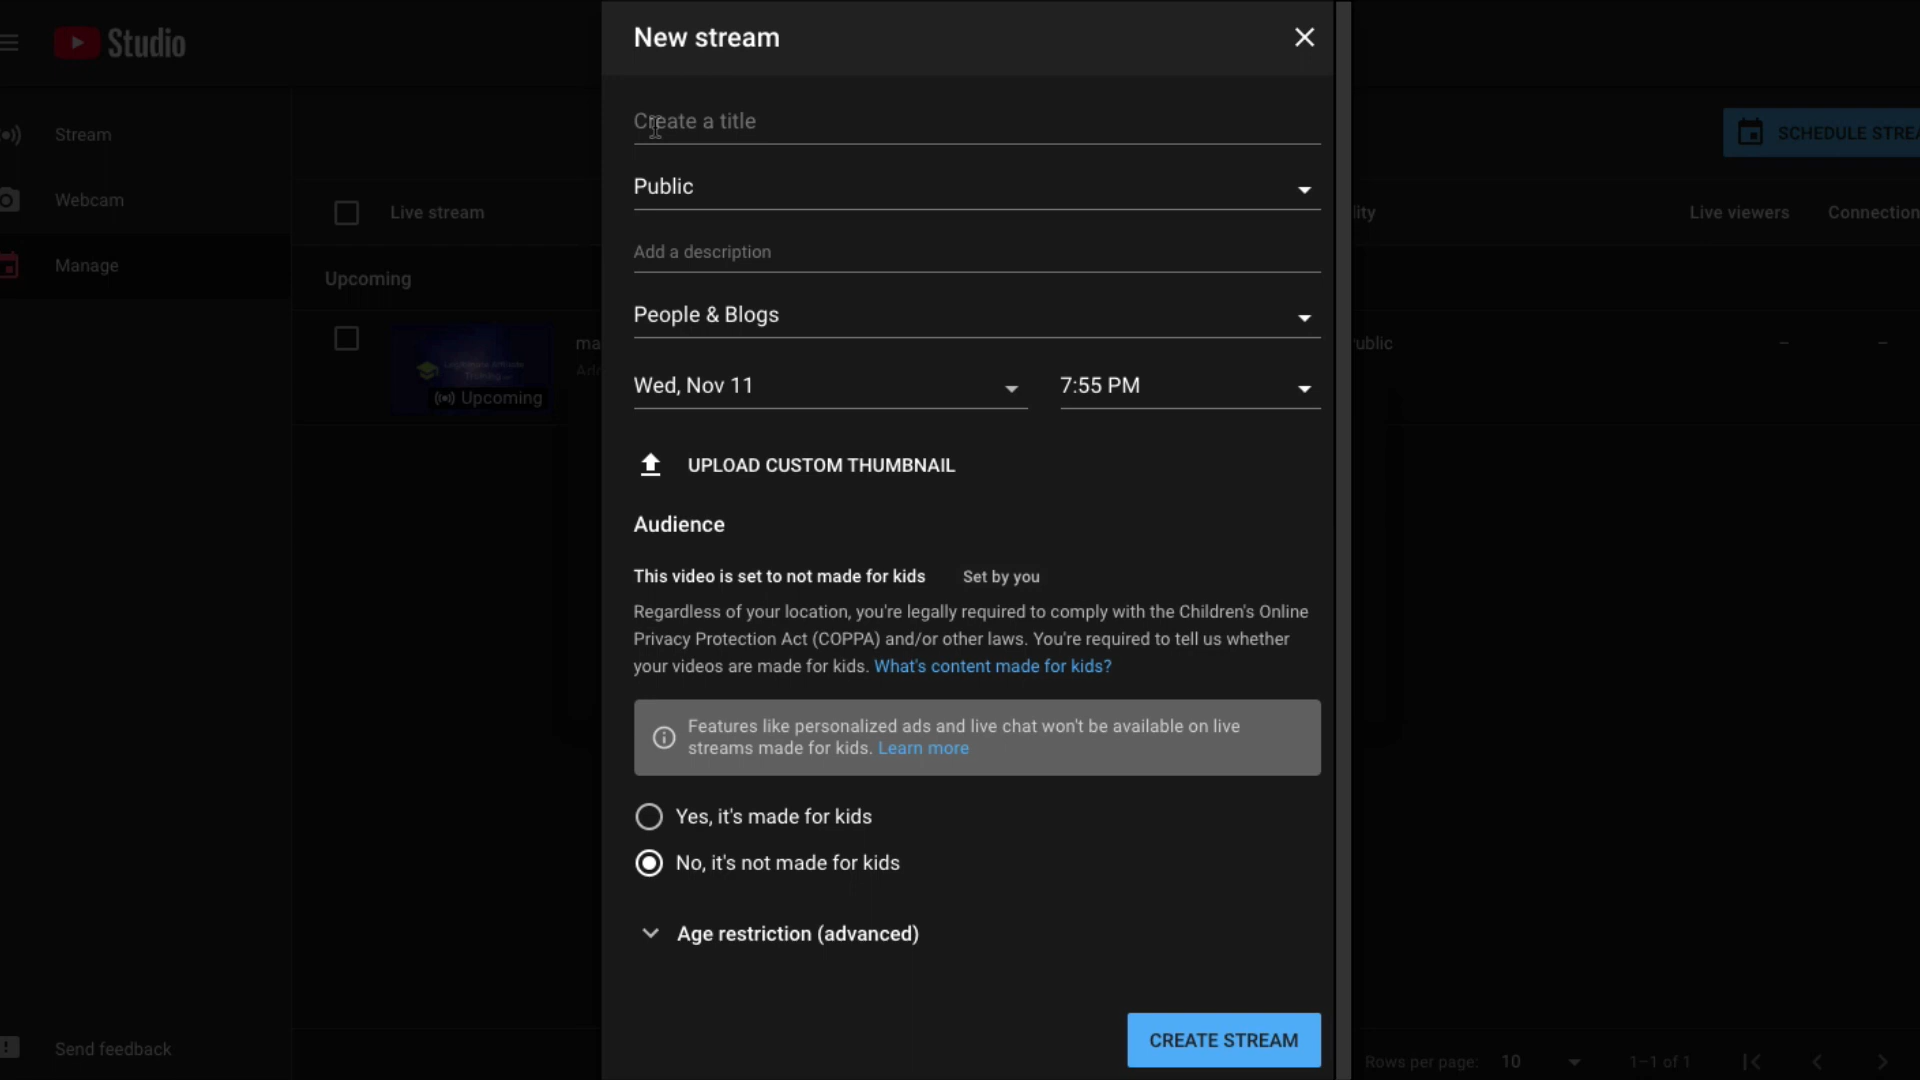 Studio
New stream
Create a title
Stream
SCHEDULE STREA
Public
Webcam
Live stream
lity
Live viewers
Connection
Add a description
Manage
Upcoming
People & Blogs
ma
Public
Upcoming
Wed, Nov 11
7:55 PM
UPLOAD CUSTOM THUMBNAIL
Audience
This video is set to not made for kids
Set by you
Regardless of your location, you're legally required to comply with the Children's Online
Privacy Protection Act (COPPA) and/or other laws. You're required to tell us whether
your videos are made for kids. What's content made for kids?
Features like personalized ads and live chat won't be available on live
streams made for kids. Learn more
Yes, it's made for kids
No, it's not made for kids
Age restriction (advanced)
CREATE STREAM
Send feedback
Rows per page: 10
1–1 of 1